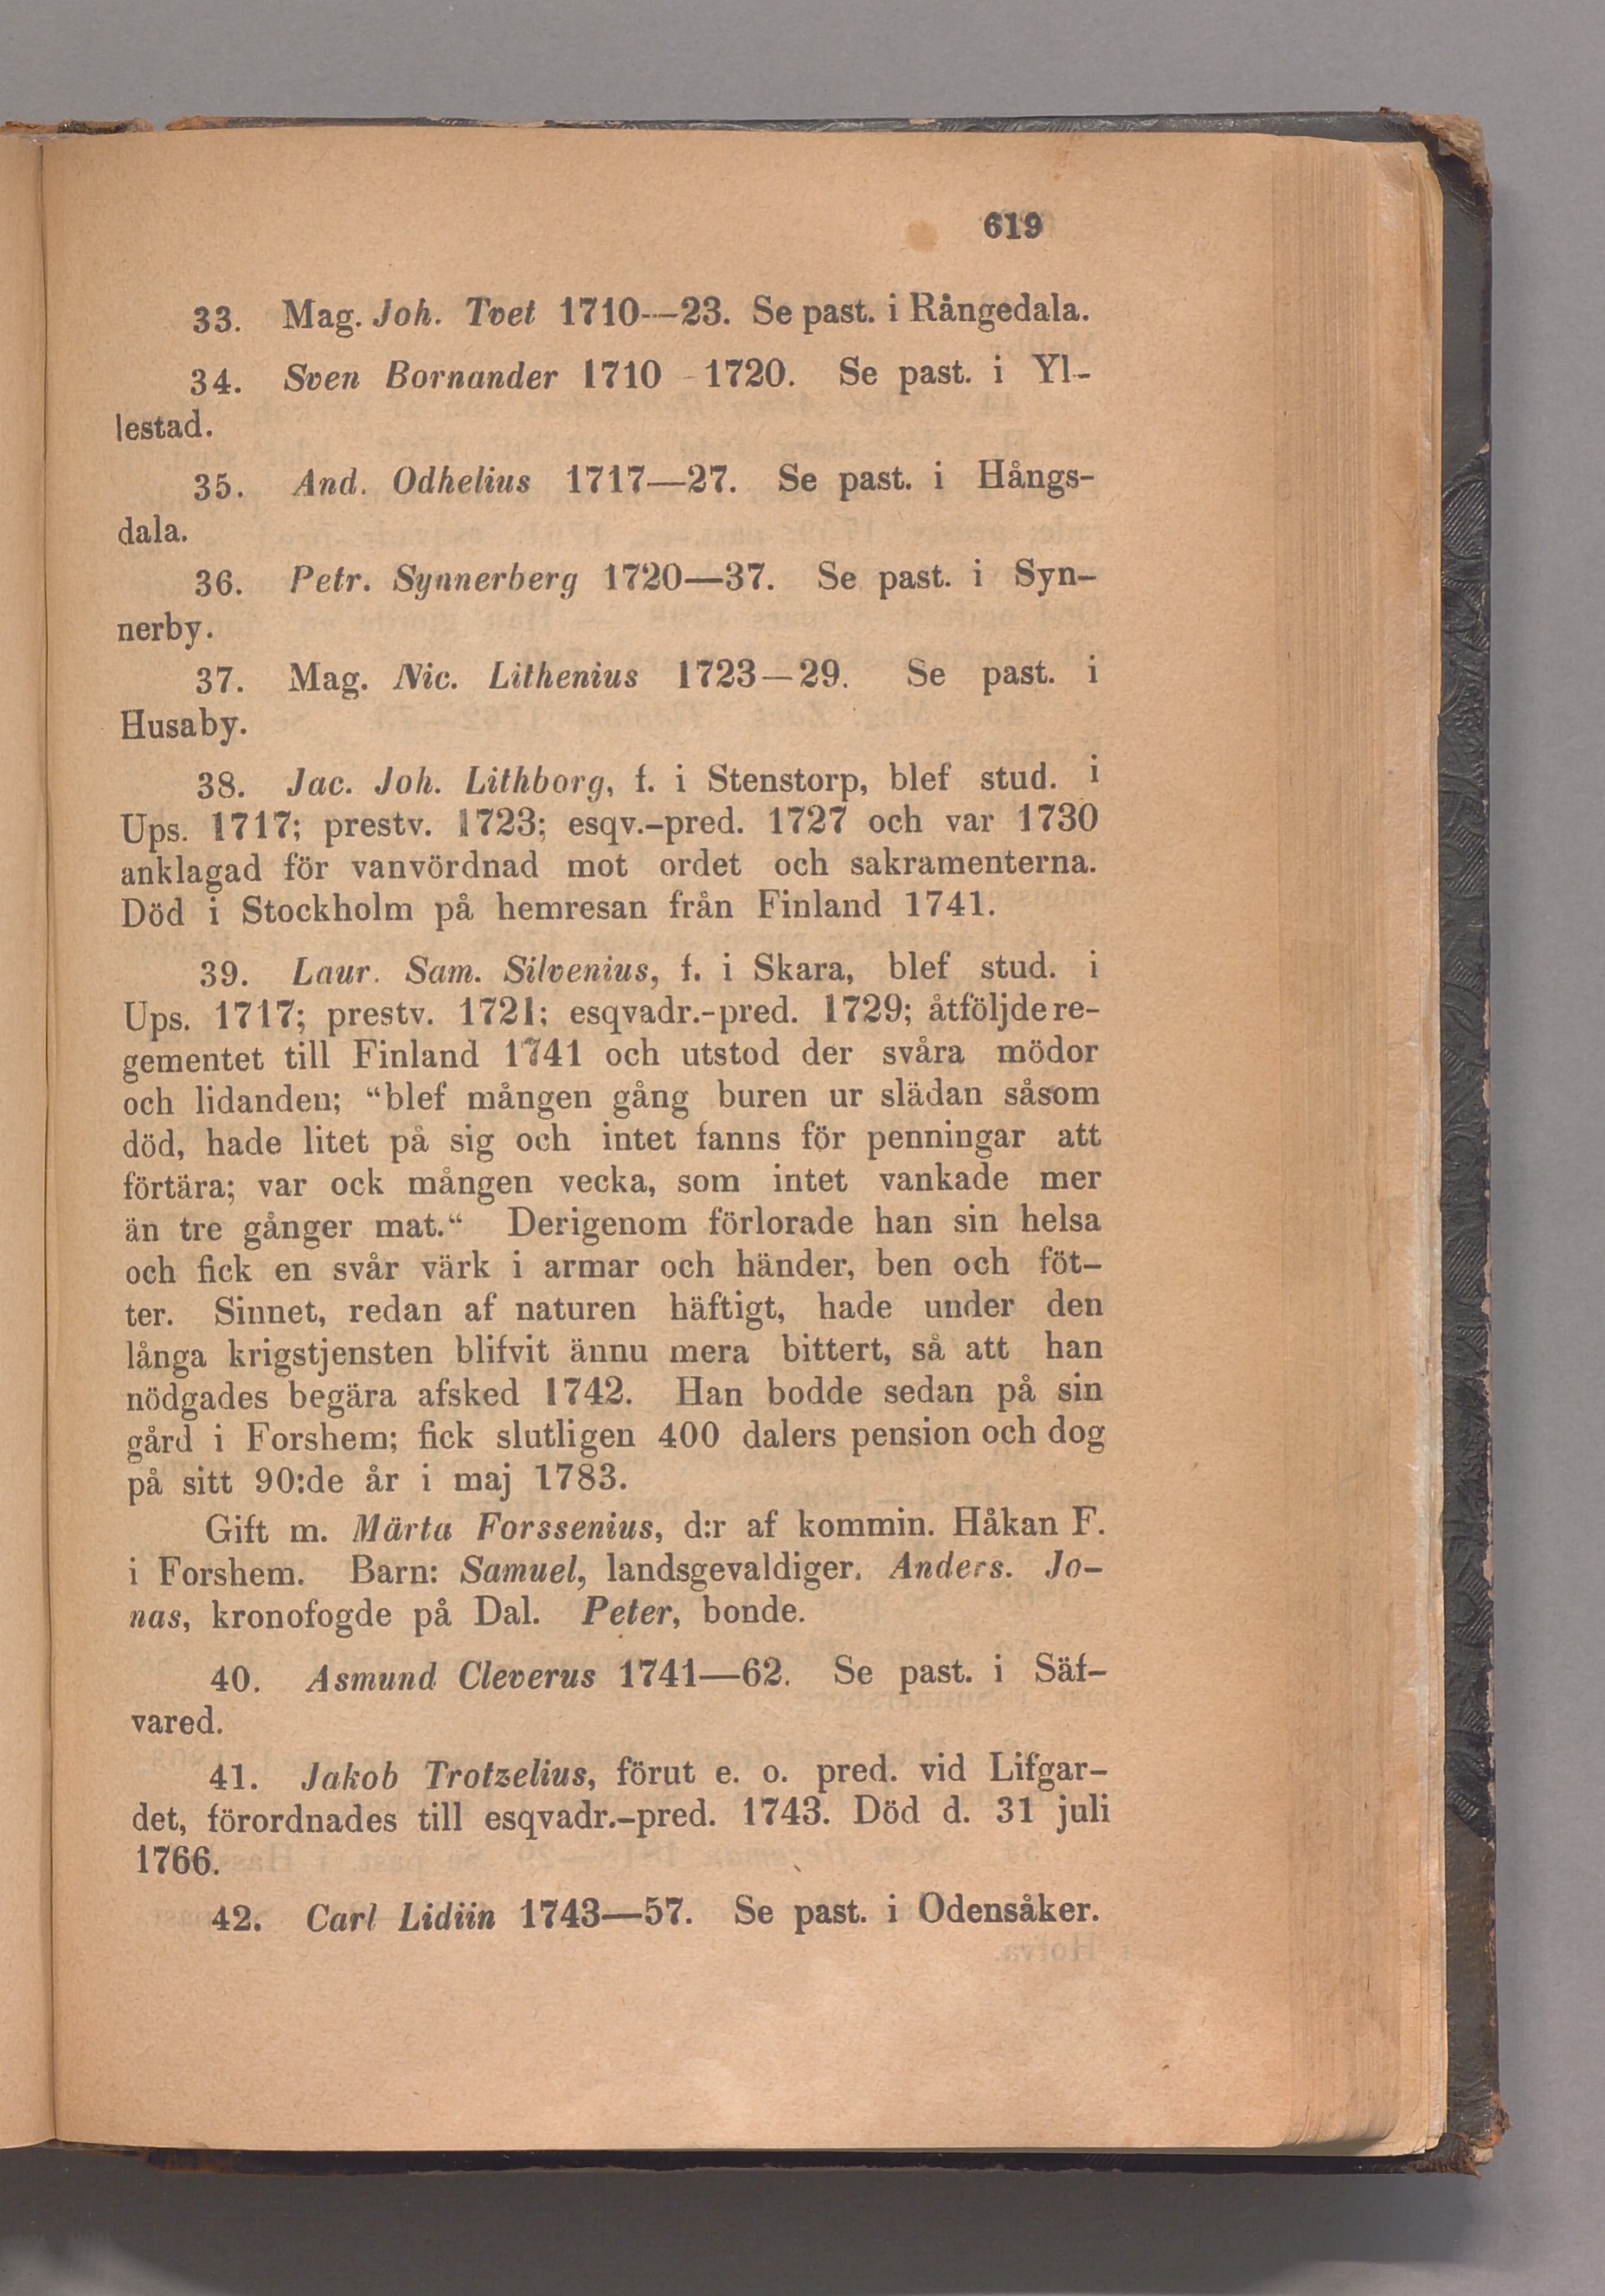 619
33. Mag. Joh. Tvet 1710—23. Se past. i Rångedala.
34. Sven Bornander 1710–1720. Se past. i Yl-
lestad.
35. And. Odhelius 1717—27. Se past. i Hångs-
dala.
36. Petr. Synnerberg 1720—37. Se past. i Syn-
nerby.
37. Mag. Nic. Lithenius 1723—29. Se past. i
Husaby.
38. Jac. Joh. Lithborg, f. i Stenstorp, blef stud. i
Ups. 1717; prestv. 1723; esqv.-pred. 1727 och var 1730
anklagad för vanvördnad mot ordet och sakramenterna.
Död i Stockholm på hemresan från Finland 1741.
39. Laur. Sam. Silvenius, f. i Skara, blef stud. i
Ups. 1717; prestv. 1721; esqvadr.-pred. 1729; åtföljde re-
gementet till Finland 1741 och utstod der svåra mödor
och lidanden; “blef mången gång buren ur slädan såsom
död, hade litet på sig och intet fanns för penningar att
förtära; var ock mången vecka, som intet vankade mer
än tre gånger mat.“ Derigenom förlorade han sin helsa
och fick en svår värk i armar och händer, ben och föt-
ter. Sinnet, redan af naturen häftigt, hade under den
långa krigstjensten blifvit ännu mera bittert, så att han
nödgades begära afsked 1742. Han bodde sedan på sin
gård i Forshem; fick slutligen 400 dalers pension och dog
på sitt 90:de år i maj 1783.
Gift m. Märta Forssenius, d:r af kommin. Håkan F.
i Forshem. Barn: Samuel, landsgevaldiger. Anders. Jo-
nas, kronofogde på Dal. Peter, bonde.
40. Asmund Cleverus 1741—62. Se past. i Säf-
vared.
41. Jakob Trotzelius, förut e. o. pred. vid Lifgar-
det, förordnades till esqvadr.-pred. 1743. Död d. 31 juli
1766.
42. Carl Lidiin 1743—57. Se past. i Odensåker.